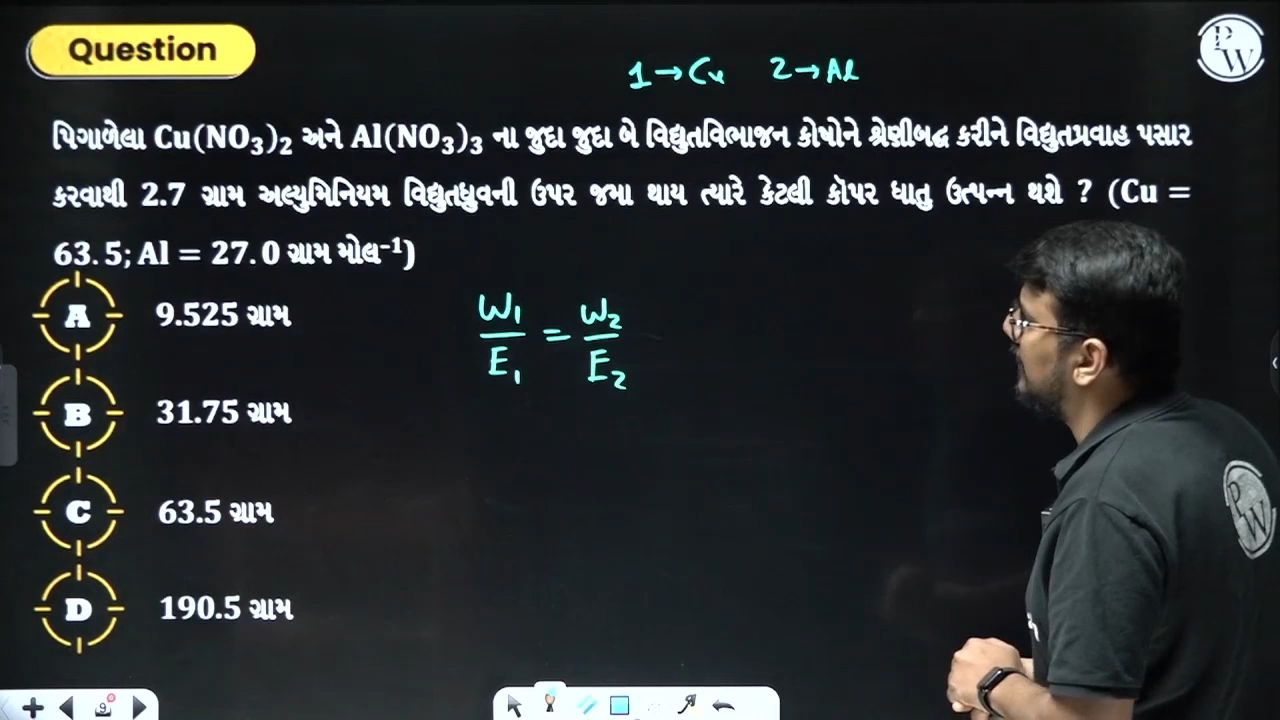 Question
1 → Cu 2 → Al
પિગાળેલા Cu(NO₃)₂ અને Al(NO₃)₃ ના જુદા જુદા બે વિદ્યુતવિભાજન કોષોને શ્રેણીબદ્ધ કરીને વિદ્યુતપ્રવાહ પસાર
કરવાથી 2.7 ગ્રામ અલ્યુમિનિયમ વિદ્યુતધ્રુવની ઉપર જમા થાય ત્યારે કેટલી કૉપર ધાતુ ઉત્પન્ન થશે ? (Cu =
63.5; Al = 27.0 ગ્રામ મોલ⁻¹)
A 9.525 ગ્રામ
W₁/E₁ = W₂/E₂
B 31.75 ગ્રામ
C 63.5 ગ્રામ
D 190.5 ગ્રામ
PW
PW
9